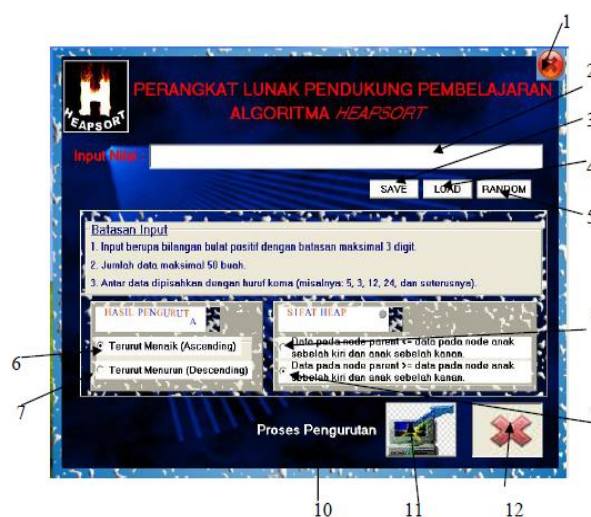 1
PERANGKAT LUNAK PENDUKUNG PEMBELAJARAN
ALGORITMA HEAPSORT
H
HEAPSORT
2
Input Nilai
3
SAVE LOAD RANDOM
4
5
Batasan Input
1. Input berupa bilangan bulat positif dengan batasan maksimal 3 digit.
2. Jumlah data maksimal 50 buah.
3. Antar data dipisahkan dengan huruf koma (misalnya: 5, 3, 12, 24, dan seterusnya).
HASIL PENGURUT
A
SIFAT HEAP
Terurut Menaik (Ascending)
Terurut Menurun (Descending)
Data pada node parent <= data pada node anak
sebelah kiri dan anak sebelah kanan.
Data pada node parent >= data pada node anak
sebelah kiri dan anak sebelah kanan.
6
7
Proses Pengurutan
10
11
12